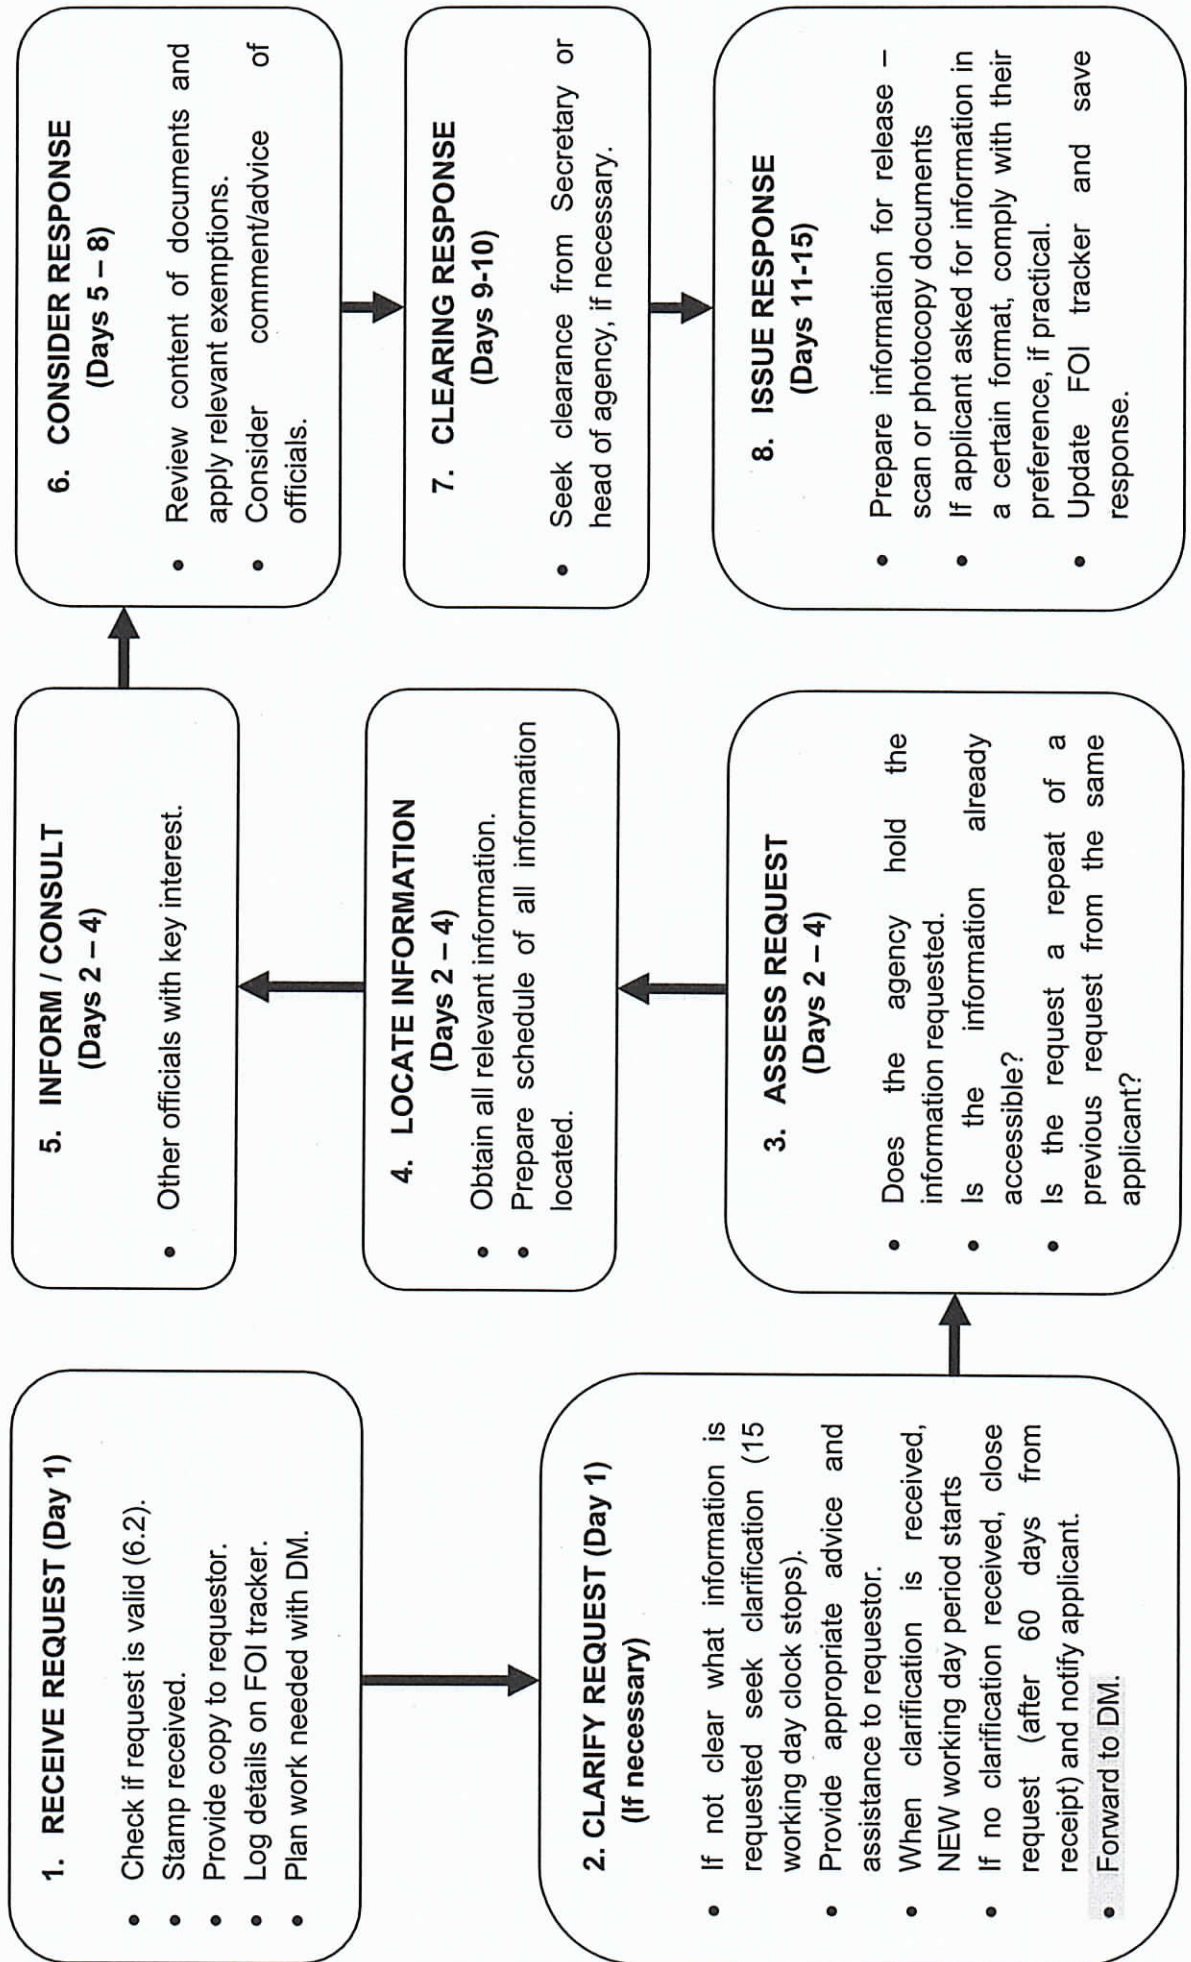 1. RECEIVE REQUEST (Day 1)
• Check if request is valid (6.2).
• Stamp received.
• Provide copy to requestor.
• Log details on FOI tracker.
• Plan work needed with DM.
2. CLARIFY REQUEST (Day 1)
(If necessary)
• If not clear what information is
requested seek clarification (15
working day clock stops).
• Provide appropriate advice and
assistance to requestor.
• When clarification is received,
NEW working day period starts
• If no clarification received, close
request (after 60 days from
receipt) and notify applicant.
• Forward to DM.
3. ASSESS REQUEST
(Days 2 – 4)
• Does the agency hold the
information requested.
• Is the information already
accessible?
• Is the request a repeat of a
previous request from the same
applicant?
4. LOCATE INFORMATION
(Days 2 – 4)
• Obtain all relevant information.
• Prepare schedule of all information
located.
5. INFORM / CONSULT
(Days 2 – 4)
• Other officials with key interest.
6. CONSIDER RESPONSE
(Days 5 – 8)
• Review content of documents and
apply relevant exemptions.
• Consider comment/advice of
officials.
7. CLEARING RESPONSE
(Days 9-10)
• Seek clearance from Secretary or
head of agency, if necessary.
8. ISSUE RESPONSE
(Days 11-15)
• Prepare information for release –
scan or photocopy documents
• If applicant asked for information in
a certain format, comply with their
preference, if practical.
• Update FOI tracker and save
response.